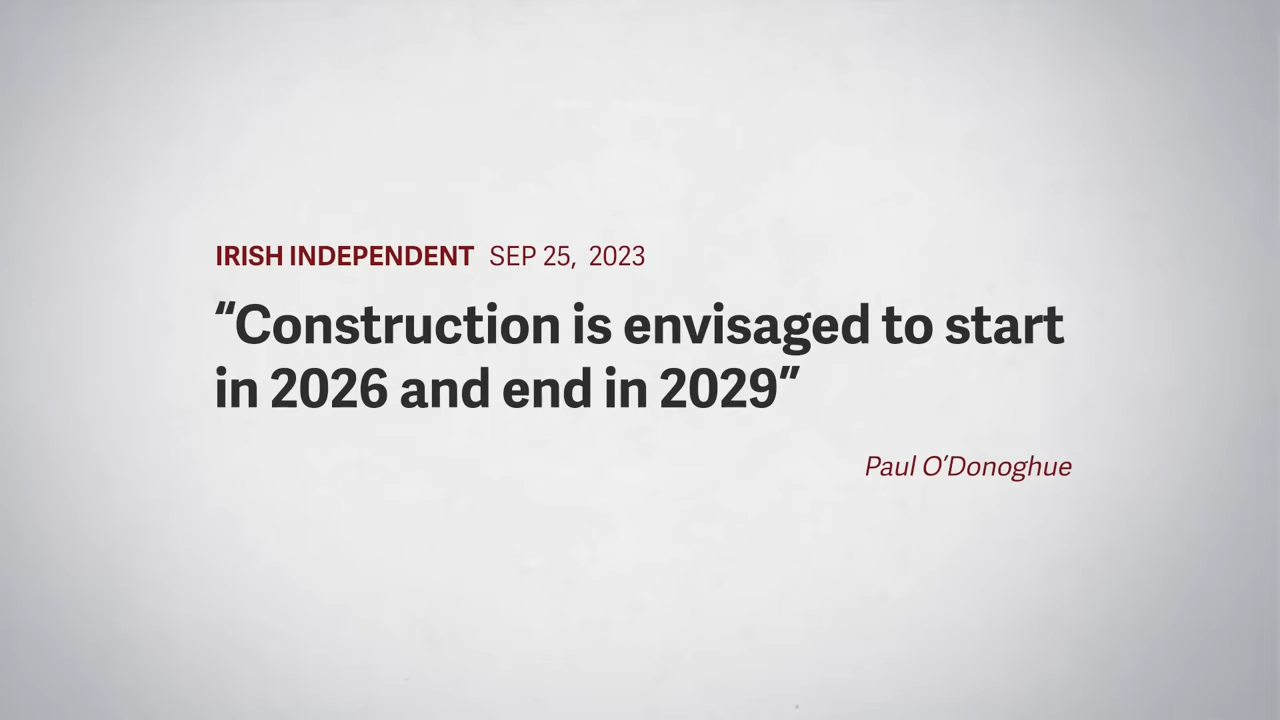 IRISH INDEPENDENT SEP 25, 2023
“Construction is envisaged to start
in 2026 and end in 2029”
Paul O’Donoghue